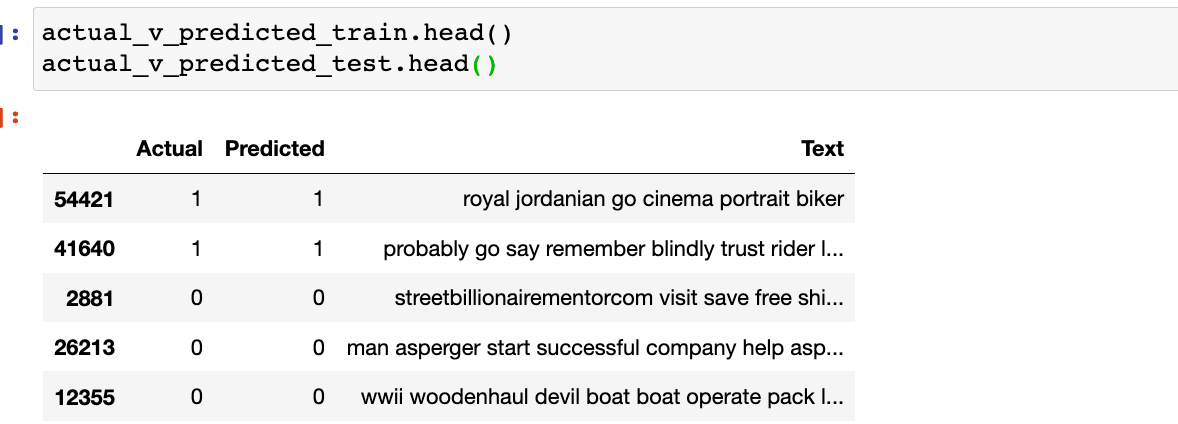 ]: actual_v_predicted_train.head()
actual_v_predicted_test.head()
]:
Actual Predicted Text
54421 1 1 royal jordanian go cinema portrait biker
41640 1 1 probably go say remember blindly trust rider l...
2881 0 0 streetbillionairementorcom visit save free shi...
26213 0 0 man asperger start successful company help asp...
12355 0 0 wwii woodenhaul devil boat boat operate pack l...